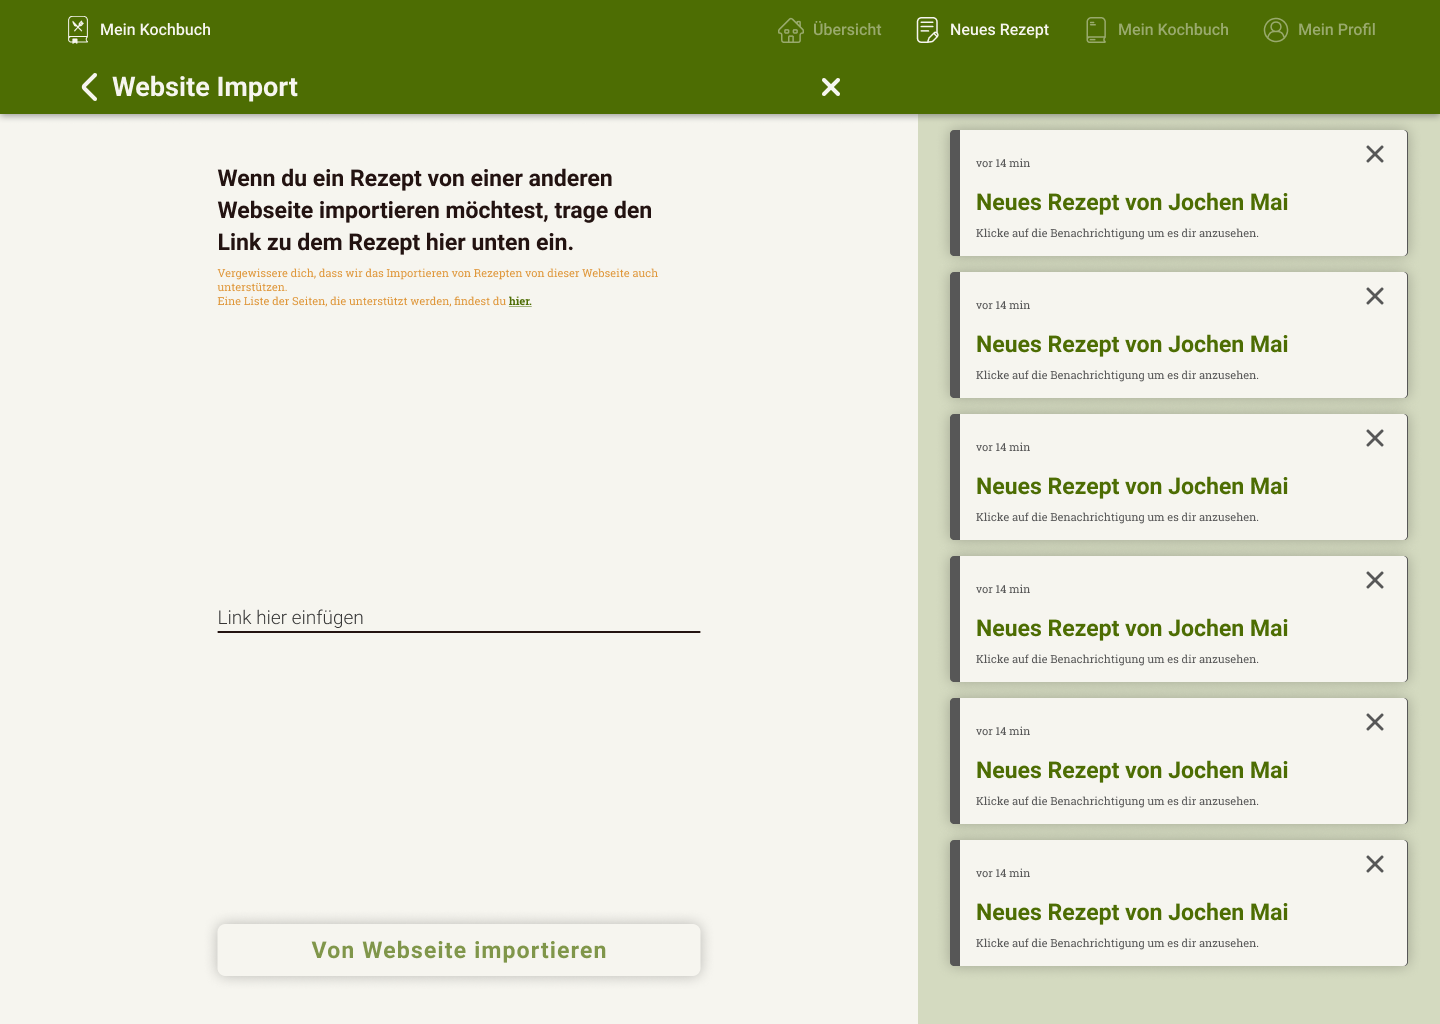 Mein Kochbuch
Übersicht
Neues Rezept
Mein Kochbuch
Mein Profil
Website Import
Wenn du ein Rezept von einer anderen
Webseite importieren möchtest, trage den
Link zu dem Rezept hier unten ein.
Vergewissere dich, dass wir das Importieren von Rezepten von dieser Webseite auch
unterstützen.
Eine Liste der Seiten, die unterstützt werden, findest du hier.
Link hier einfügen
Von Webseite importieren
vor 14 min
Neues Rezept von Jochen Mai
Klicke auf die Benachrichtigung um es dir anzusehen.
vor 14 min
Neues Rezept von Jochen Mai
Klicke auf die Benachrichtigung um es dir anzusehen.
vor 14 min
Neues Rezept von Jochen Mai
Klicke auf die Benachrichtigung um es dir anzusehen.
vor 14 min
Neues Rezept von Jochen Mai
Klicke auf die Benachrichtigung um es dir anzusehen.
vor 14 min
Neues Rezept von Jochen Mai
Klicke auf die Benachrichtigung um es dir anzusehen.
vor 14 min
Neues Rezept von Jochen Mai
Klicke auf die Benachrichtigung um es dir anzusehen.